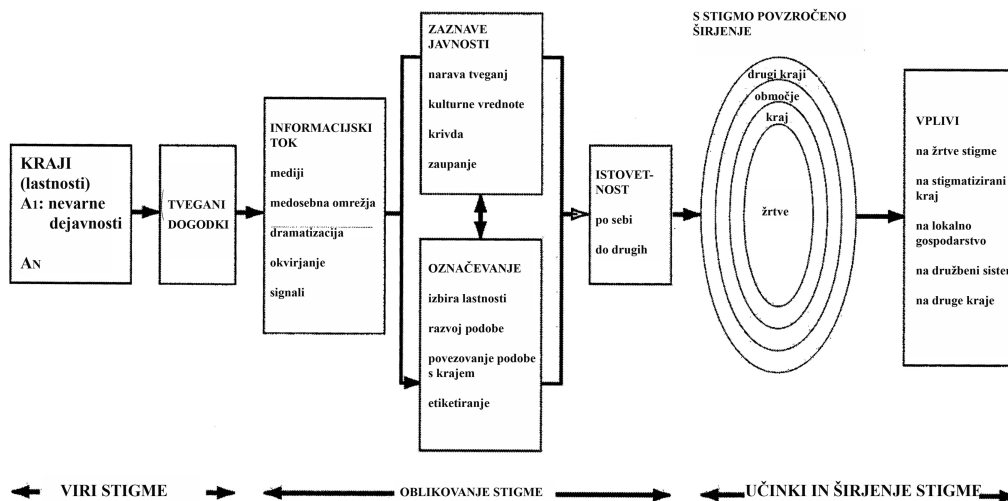 KRAJI
(lastnosti)
A1: nevarne
dejavnosti
AN
TVEGANI
DOGODKI
INFORMACIJSKI
TOK
mediji
medosebna omrežja
dramatizacija
okvirjanje
signali
ZAZNAVE
JAVNOSTI
narava tveganj
kulturne vrednote
krivda
zaupanje
OZNAČEVANJE
izbira lastnosti
razvoj podobe
povezovanje podobe
s krajem
etiketiranje
ISTOVET-
NOST
po sebi
do drugih
S STIGMO POVZROČENO
ŠIRJENJE
drugi kraji
območje
kraj
žrtve
VPLIVI
na žrtve stigme
na stigmatizirani
kraj
na lokalno
gospodarstvo
na družbeni sister
na druge kraje
VIRI STIGME
OBLIKOVANJE STIGME
UČINKI IN ŠIRJENJE STIGME